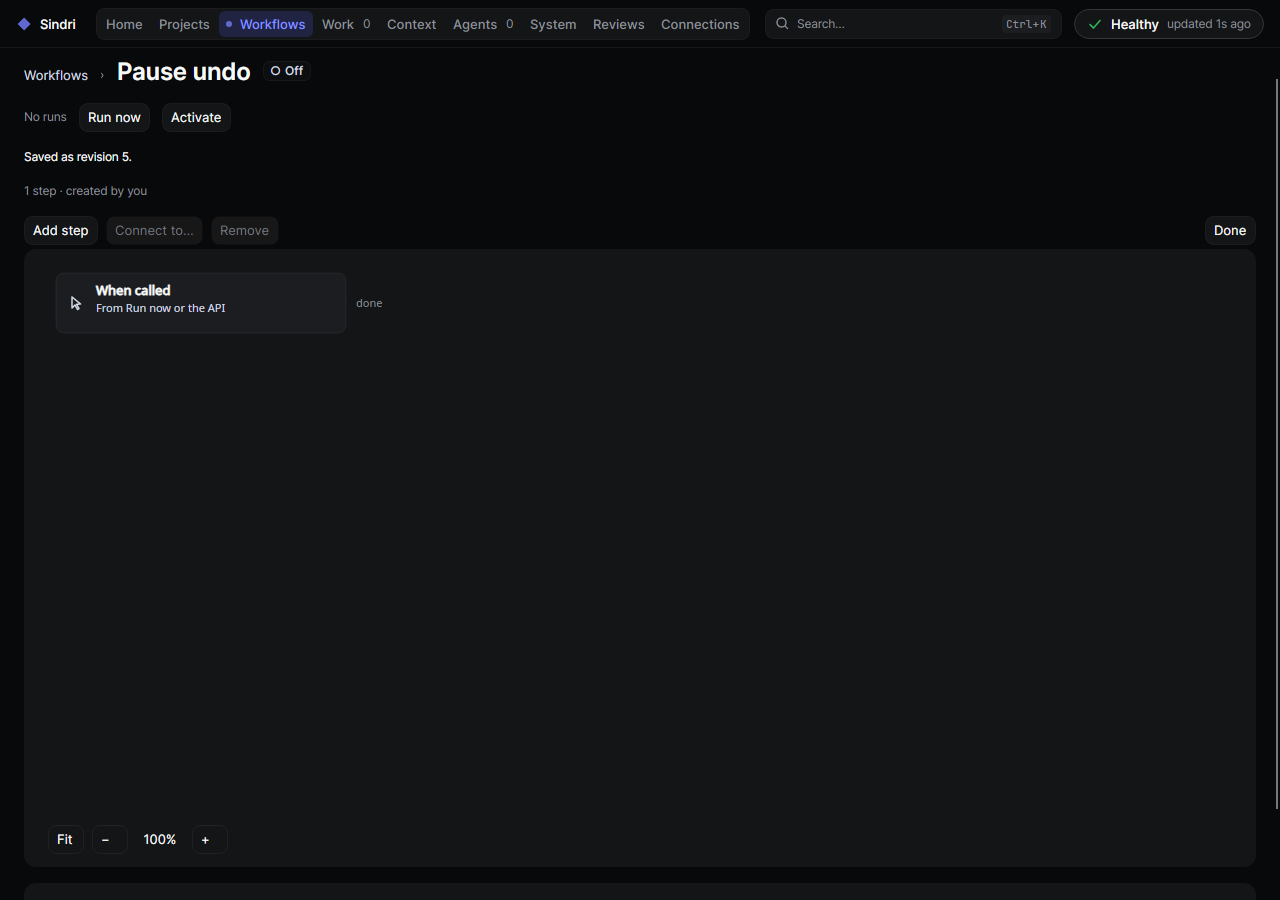 Sindri Home Projects Workflows Work 0 Context Agents 0 System Reviews Connections Search... Ctrl+K Healthy updated 1s ago
Workflows › Pause undo Off
No runs Run now Activate
Saved as revision 5.
1 step · created by you
Add step Connect to... Remove Done
When called
From Run now or the API
done
Fit − 100% +